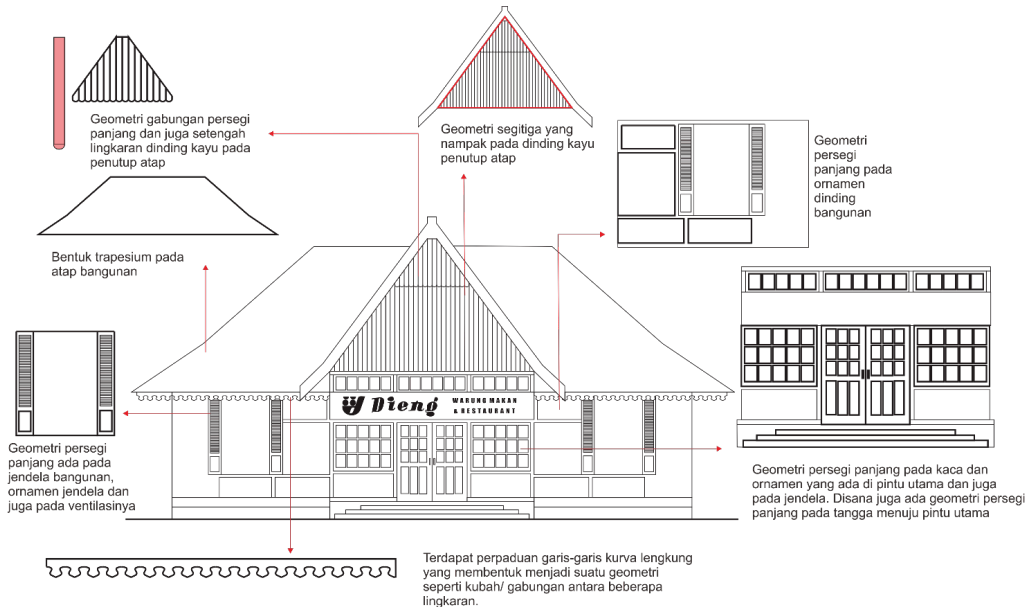 Geometri gabungan persegi
panjang dan juga setengah
lingkaran dinding kayu pada
penutup atap
Geometri segitiga yang
nampak pada dinding kayu
penutup atap
Geometri
persegi
panjang pada
ornamen
dinding
bangunan
Bentuk trapesium pada
atap bangunan
Dieng
WARUNG MAKAN
& RESTAURANT
Geometri persegi
panjang ada pada
jendela bangunan,
ornamen jendela dan
juga pada ventilasinya
Geometri persegi panjang pada kaca dan
ornamen yang ada di pintu utama dan juga
pada jendela. Disana juga ada geometri persegi
panjang pada tangga menuju pintu utama
Terdapat perpaduan garis-garis kurva lengkung
yang membentuk menjadi suatu geometri
seperti kubah/ gabungan antara beberapa
lingkaran.